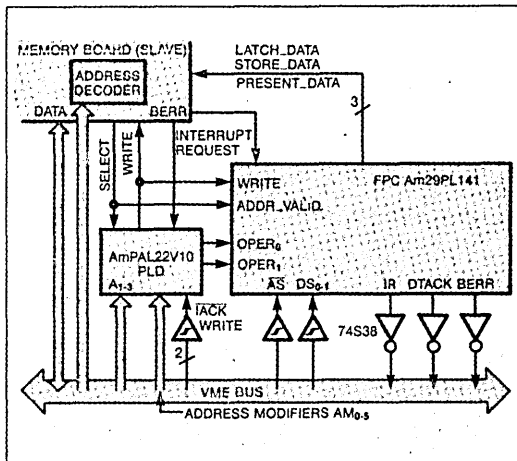 MEMORY BOARD (SLAVE)
LATCH_DATA
STORE_DATA
PRESENT_DATA
ADDRESS
DECODER
3
DATA
BERR
SELECT
WRITE
INTERRUPT
REQUEST
FPC Am29PL141
WRITE
ADDR_VALID
AmPAL22V10
PLD
OPER0
OPER1
A1-3
IACK
WRITE
AS
DS0-1
IR
DTACK
BERR
2
74S38
VME BUS
ADDRESS MODIFIERS AM0-5